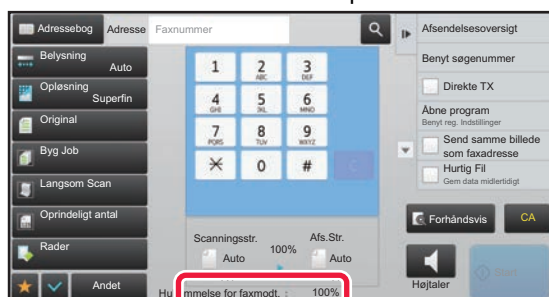 Adressebog
Adresse
Faxnummer
Belysning
Auto
Opløsning
Superfin
Original
Byg Job
Langsom Scan
Oprindeligt antal
Rader
Andet
1
2
ABC
3
DEF
4
GHI
5
JKL
6
MNO
7
PQRS
8
TUV
9
WXYZ
0
#
C
Scanningsstr.
Auto
100%
Afs.Str.
Auto
mmelse for faxmodt. : 100%
Afsendelsesoversigt
Benyt søgenummer
Direkte TX
Åbne program
Benyt reg. Indstillinger
Send samme billede
som faxadresse
Hurtig Fil
Gem data midlertidigt
Forhåndsvis
CA
Højtaler
Start